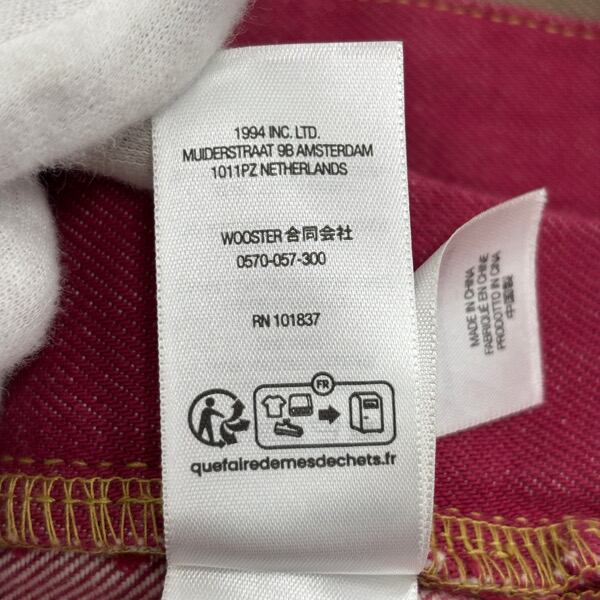 1994 INC. LTD.
MUIDERSTRAAT 9B AMSTERDAM
1011PZ NETHERLANDS
WOOSTER 合同会社
0570-057-300
RN 101837
FR
quefairedemesdechets.fr
MADE IN CHINA
FABRIQUÉ EN CHINE
PRODOTTO IN CINA
中国製